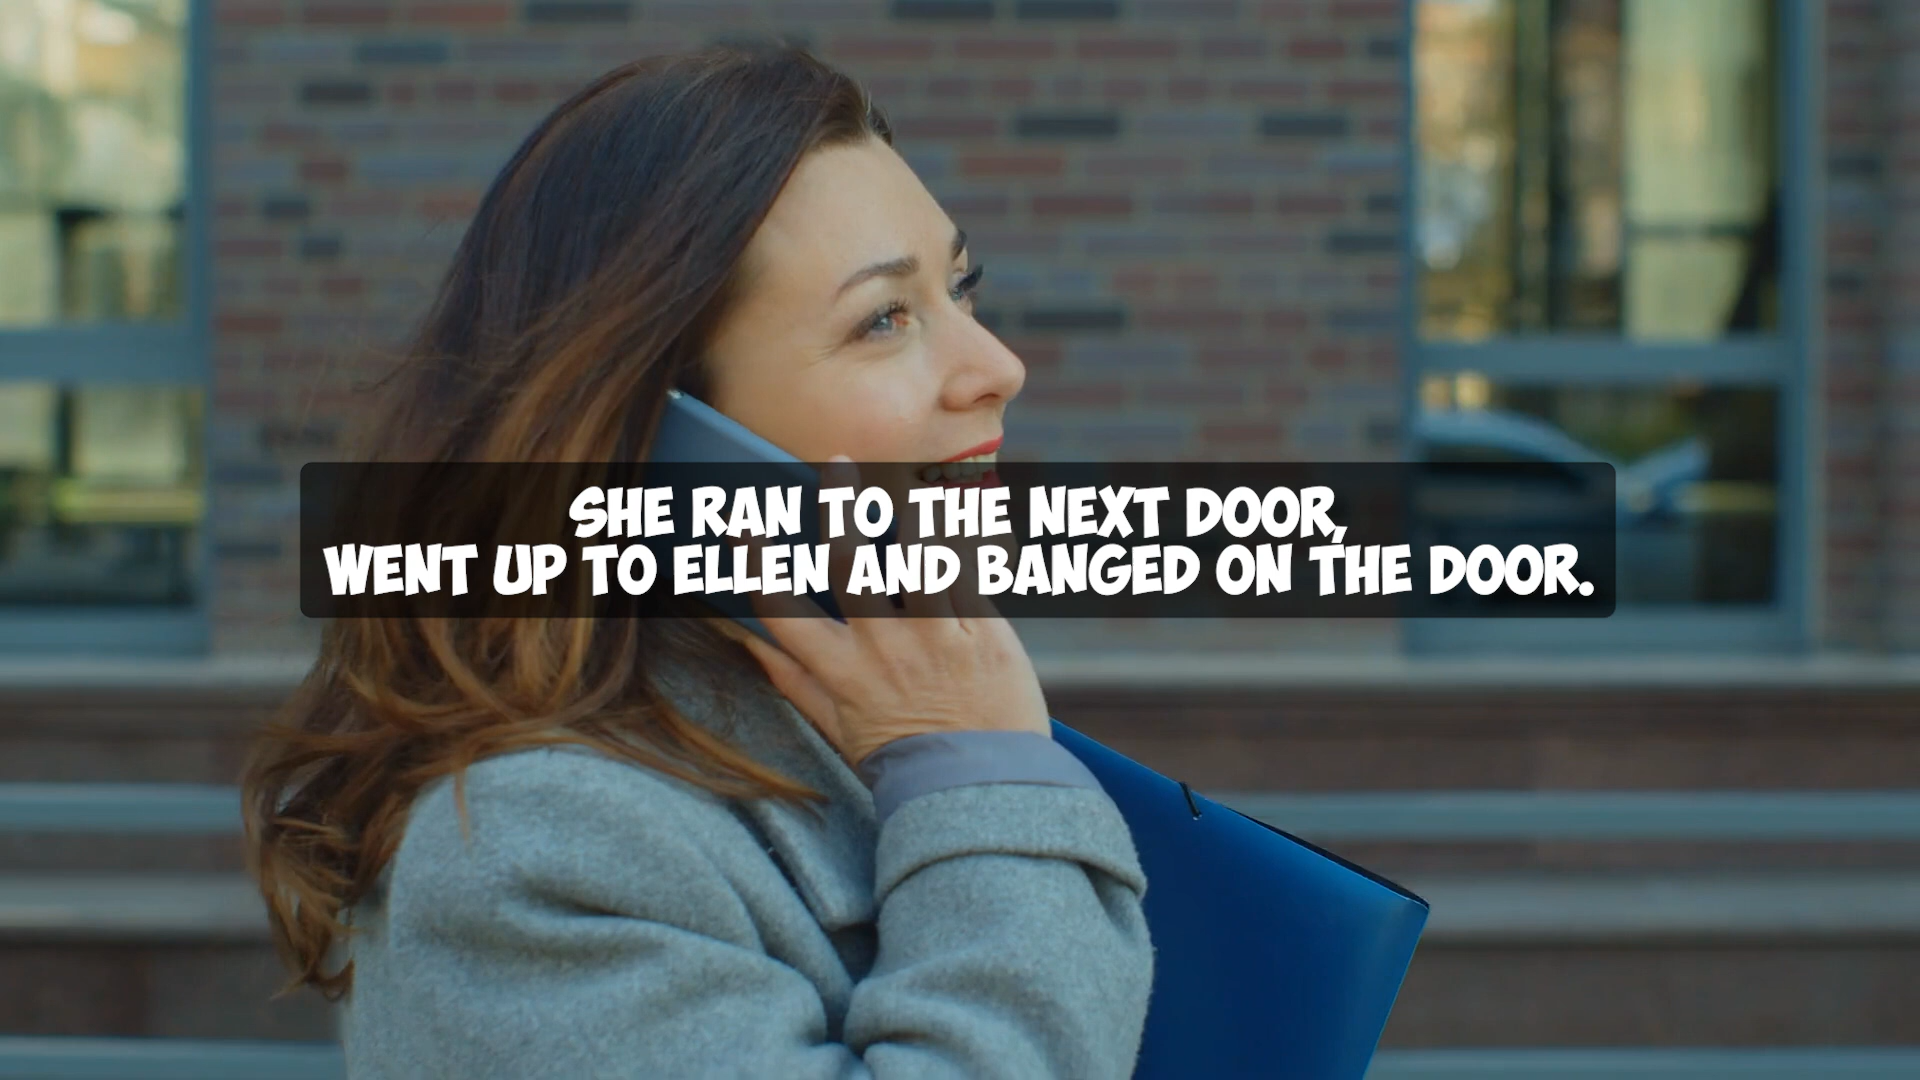 SHE RAN TO THE NEXT DOOR,
WENT UP TO ELLEN AND BANGED ON THE DOOR.